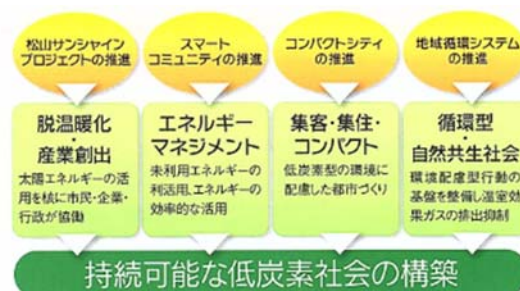 松山サンシャイン
プロジェクトの推進
スマート
コミュニティの推進
コンパクトシティ
の推進
地域循環システム
の推進
脱温暖化
・
産業創出
太陽エネルギーの活
用を核に市民・企業・
行政が協働
エネルギー
マネジメント
未利用エネルギーの
利活用、エネルギーの
効率的な活用
集客・集住・
コンパクト
低炭素型の環境に
配慮した都市づくり
循環型
・
自然共生社会
環境配慮型行動の
基盤を整備し温室効
果ガスの排出抑制
持続可能な低炭素社会の構築